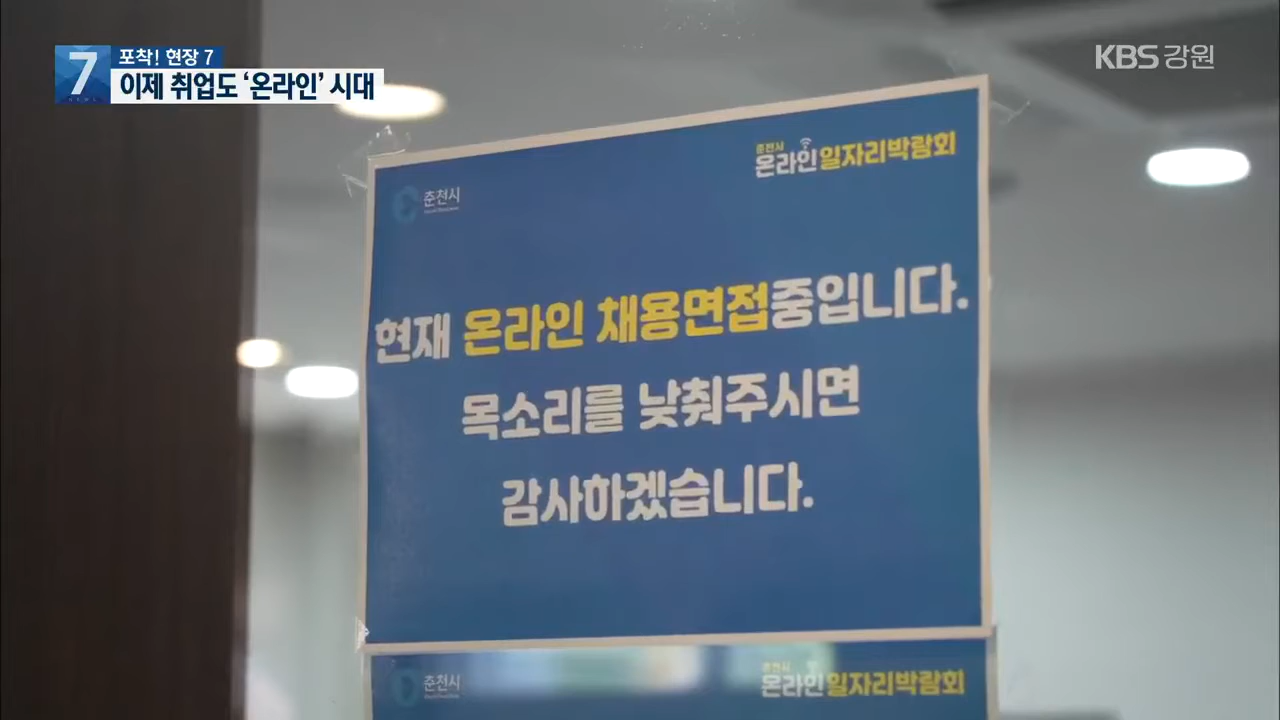 7
포착! 현장 7
이제 취업도 ‘온라인’ 시대
KBS 강원
춘천시
춘천시
온라인 일자리박람회
현재 온라인 채용면접중입니다.
목소리를 낮춰주시면
감사하겠습니다.
춘천시
춘천시
온라인 일자리박람회